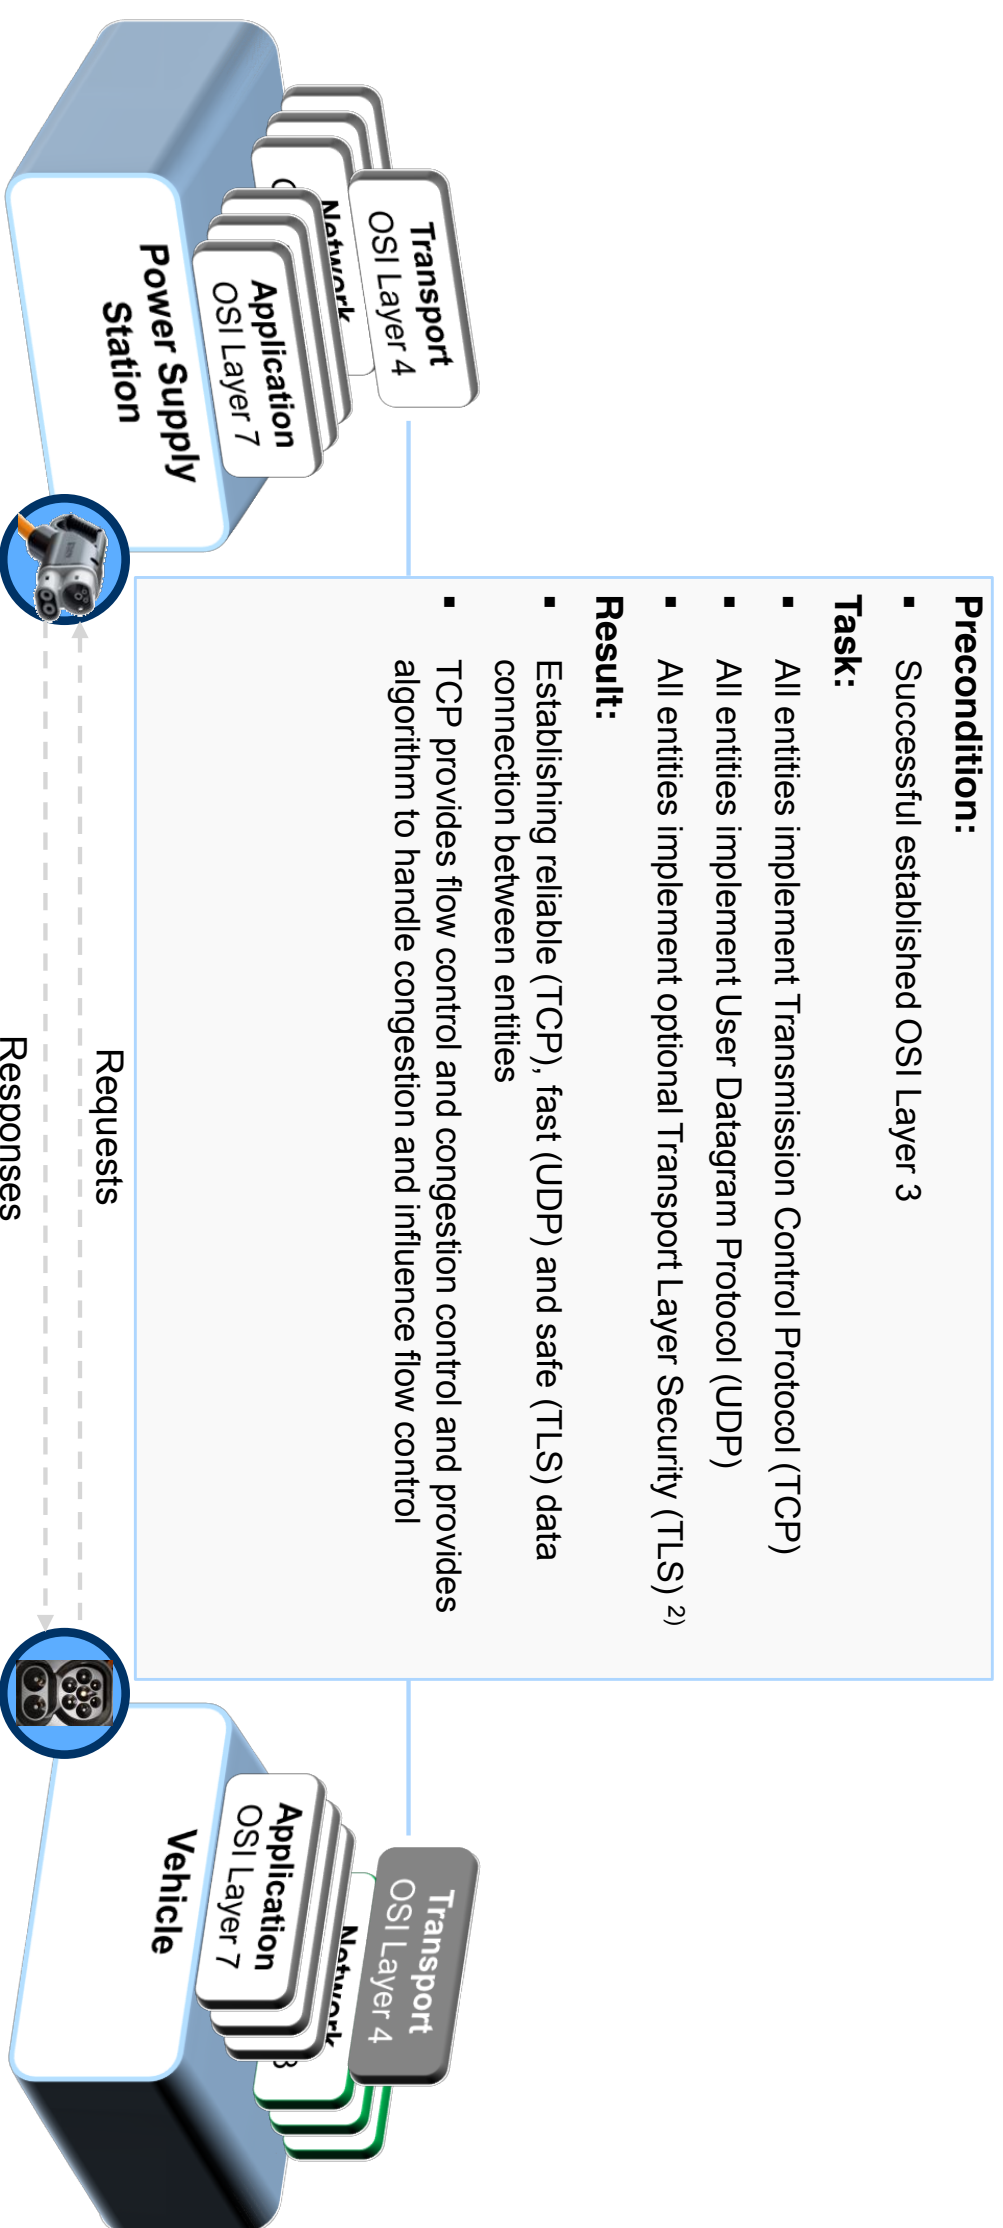 Precondition:
▪ Successful established OSI Layer 3
Task:
▪ All entities implement Transmission Control Protocol (TCP)
▪ All entities implement User Datagram Protocol (UDP)
▪ All entities implement optional Transport Layer Security (TLS) 2)
Result:
▪ Establishing reliable (TCP), fast (UDP) and safe (TLS) data
connection between entities
▪ TCP provides flow control and congestion control and provides
algorithm to handle congestion and influence flow control
Transport
OSI Layer 4
Network
Application
OSI Layer 7
Power Supply
Station
Transport
OSI Layer 4
Network
3
Application
OSI Layer 7
Vehicle
Requests
Responses